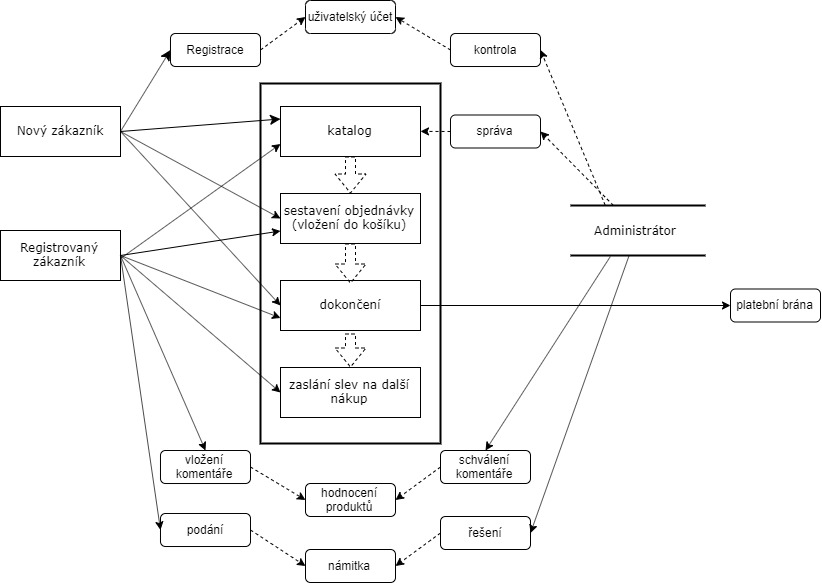 uživatelský účet
Registrace
kontrola
Nový zákazník
katalog
správa
sestavení objednávky
(vložení do košíku)
Registrovaný
zákazník
Administrátor
dokončení
platební brána
zaslání slev na další
nákup
vložení
komentáře
schválení
komentáře
hodnocení
produktů
podání
řešení
námitka